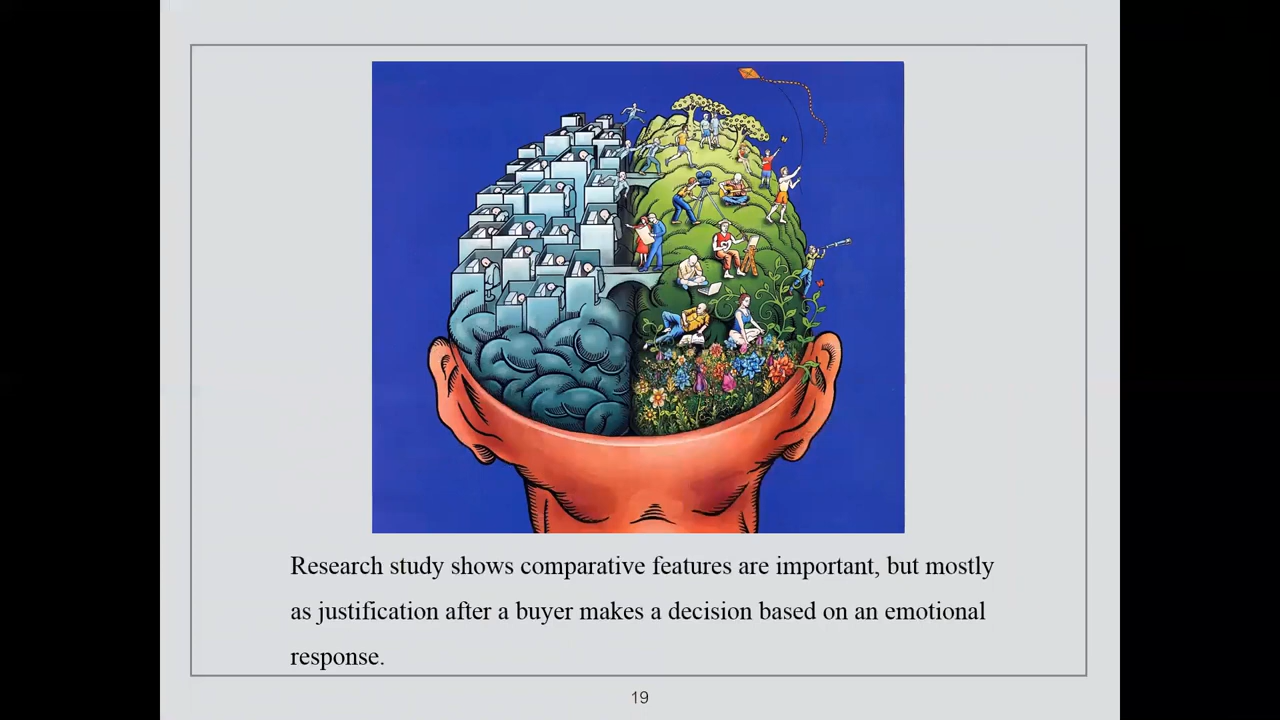 Research study shows comparative features are important, but mostly
as justification after a buyer makes a decision based on an emotional
response.
19